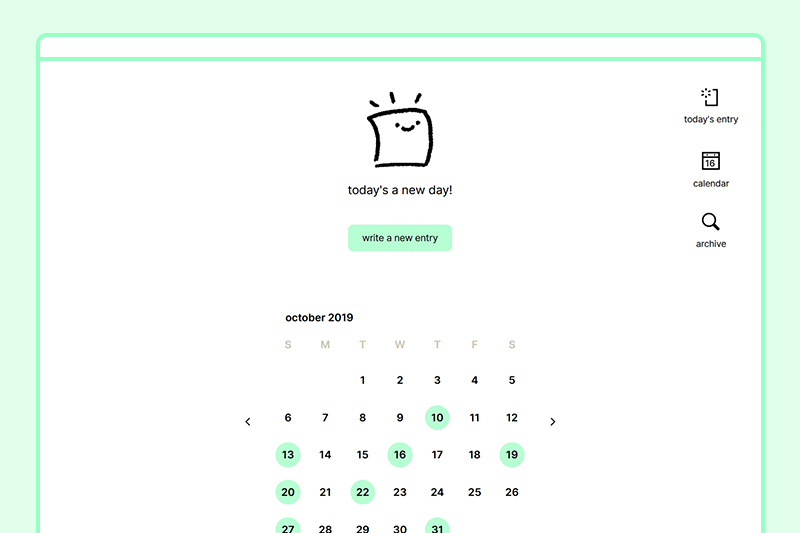 today's entry
16
calendar
archive
today's a new day!
write a new entry
october 2019
S M T W T F S
1 2 3 4 5
6 7 8 9 10 11 12
13 14 15 16 17 18 19
20 21 22 23 24 25 26
27 28 29 30 31